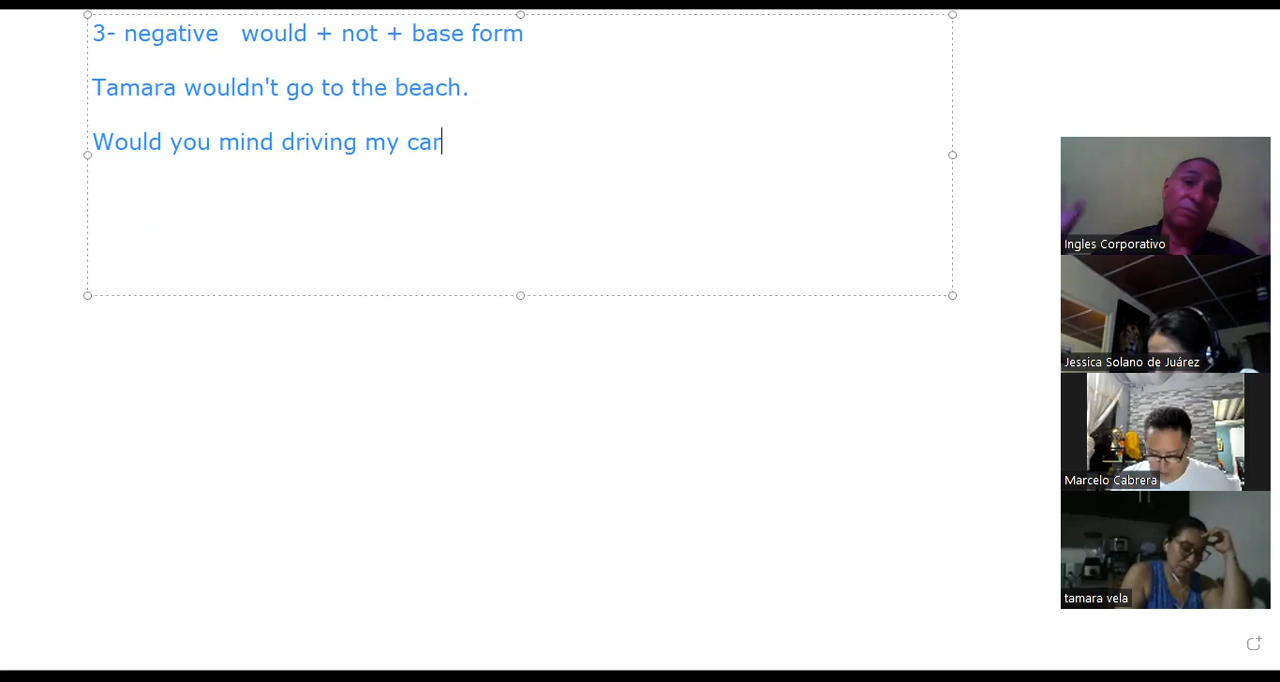 3- negative   would + not + base form
Tamara wouldn't go to the beach.
Would you mind driving my car
Ingles Corporativo
Jessica Solano de Juárez
Marcelo Cabrera
tamara vela